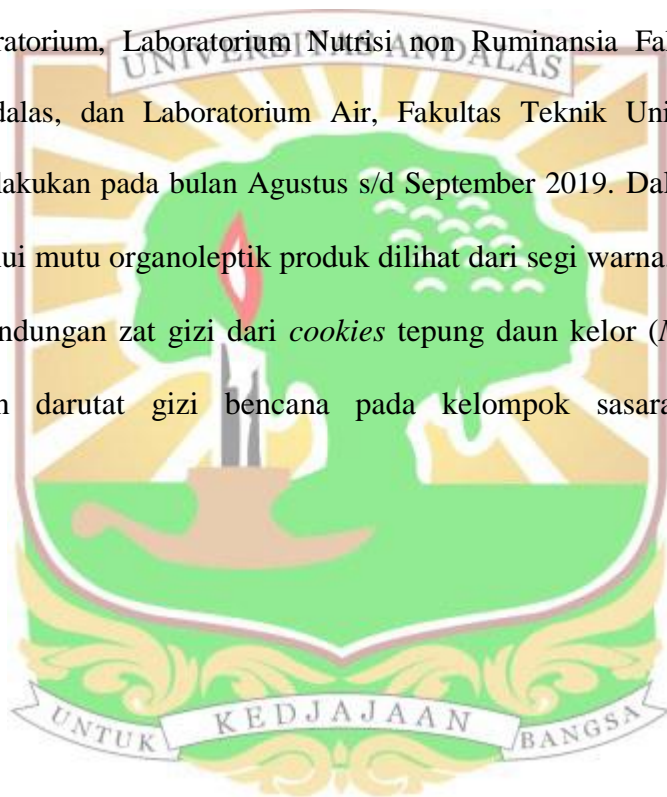 ratorium, Laboratorium Nutrisi non Ruminansia Fa
UNIVERSITAS ANDALAS
dalas, dan Laboratorium Air, Fakultas Teknik Uni
lakukan pada bulan Agustus s/d September 2019. Dal
ui mutu organoleptik produk dilihat dari segi warna
ndungan zat gizi dari cookies tepung daun kelor (M
n darutat gizi bencana pada kelompok sasara
UNTUK KEDJAJAAN BANGSA